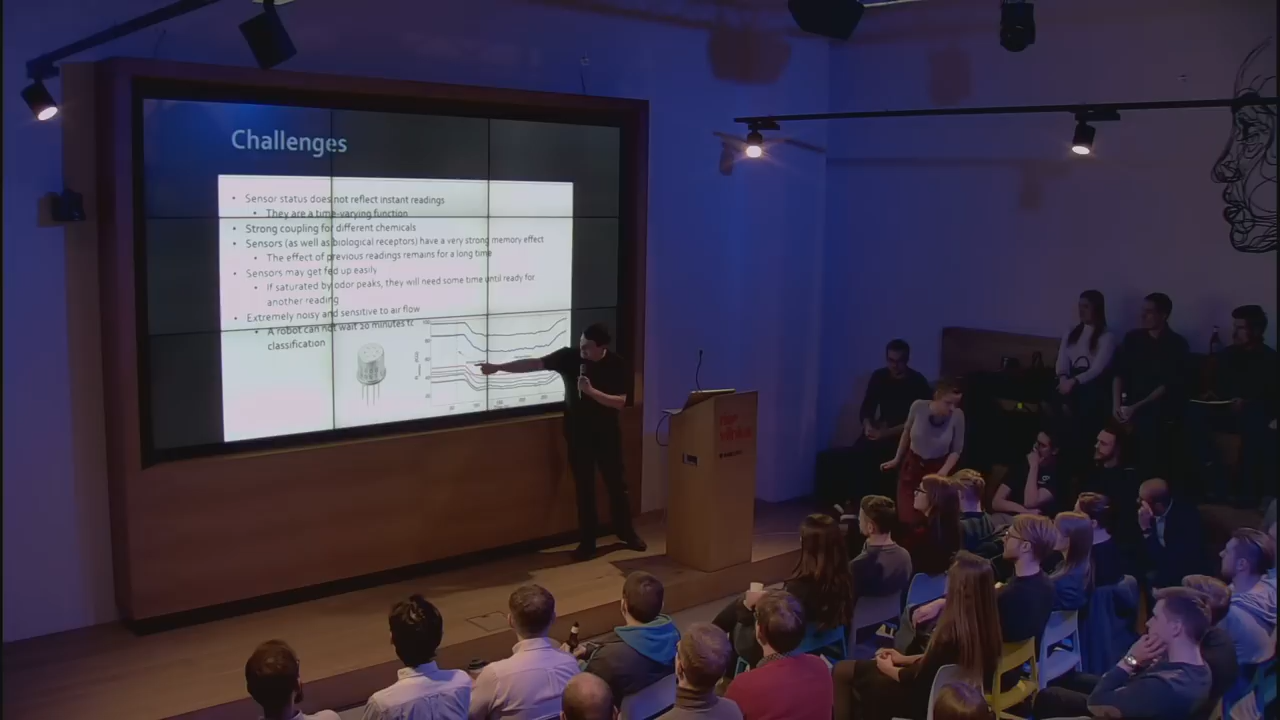 Challenges
• Sensor status does not reflect instant readings
• They are a time-varying function
• Strong coupling for different chemicals
• Sensors (as well as biological receptors) have a very strong memory effect
• The effect of previous readings remains for a long time
• Sensors may get fed up easily
• If saturated by odor peaks, they will need some time until ready for
another reading
• Extremely noisy and sensitive to air flow
• A robot can not wait 20 minutes
classification